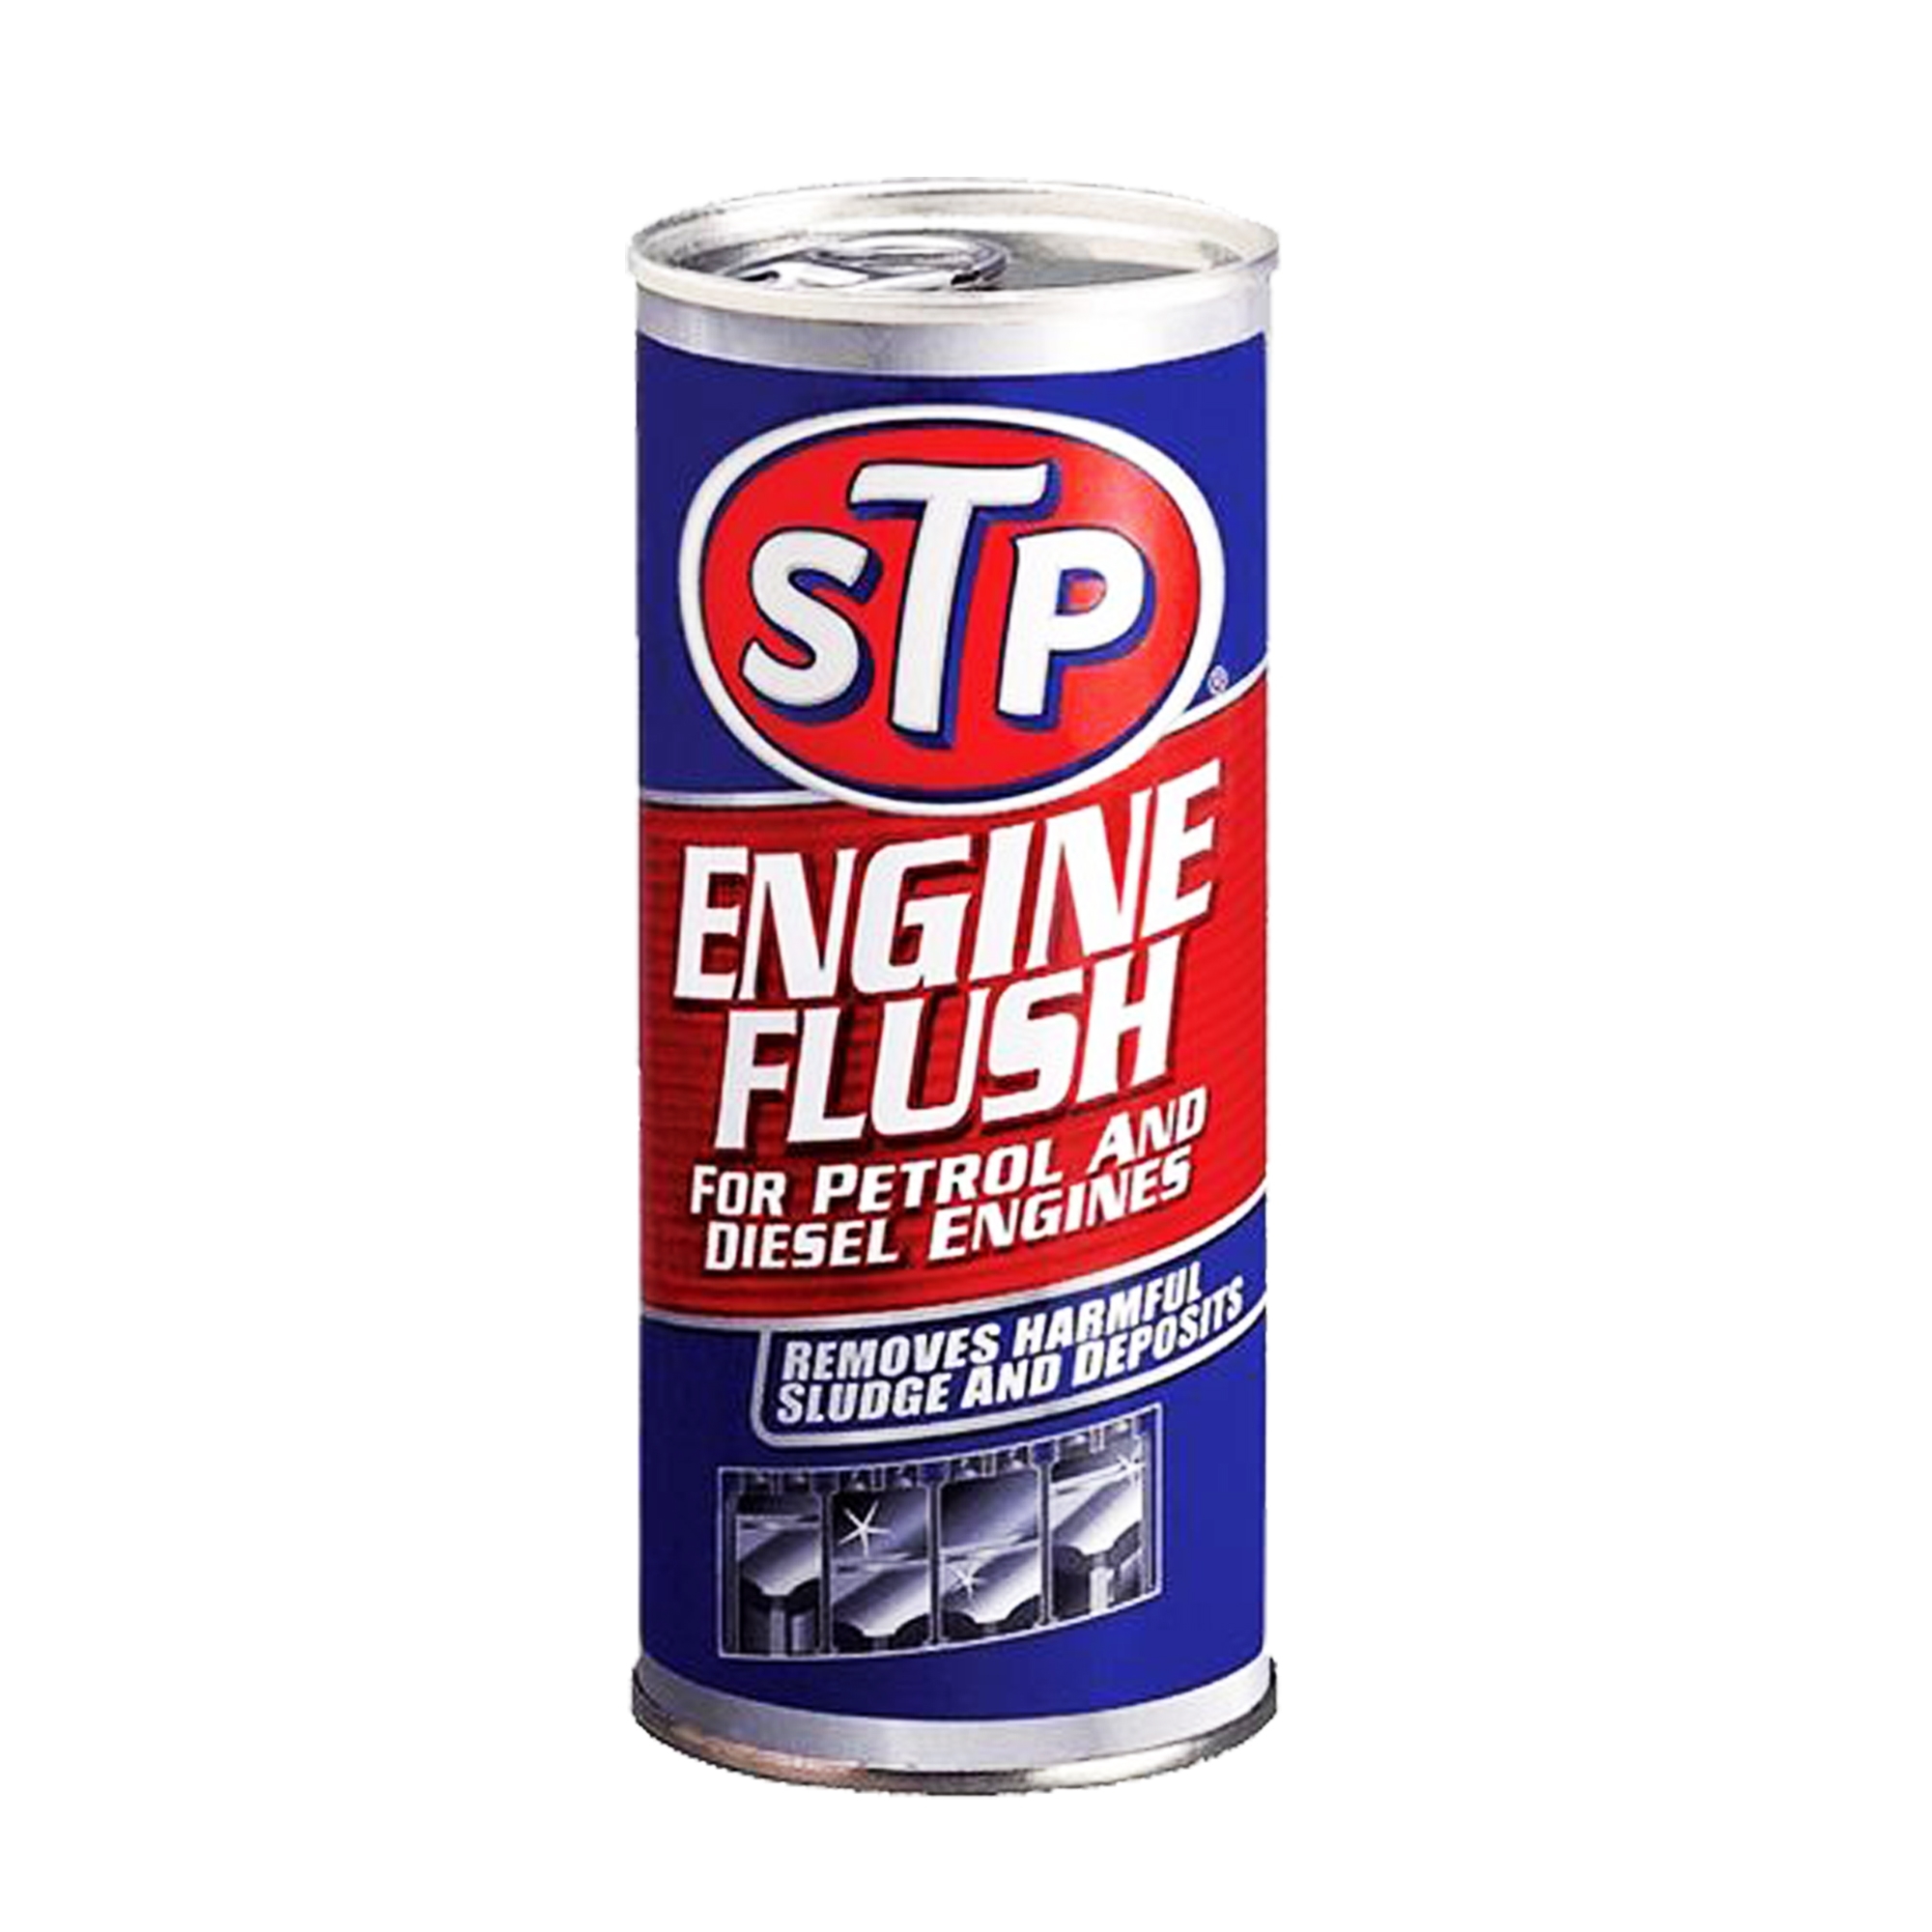 STP
®
ENGINE
FLUSH
FOR PETROL AND
DIESEL ENGINES
REMOVES HARMFUL
SLUDGE AND DEPOSITS